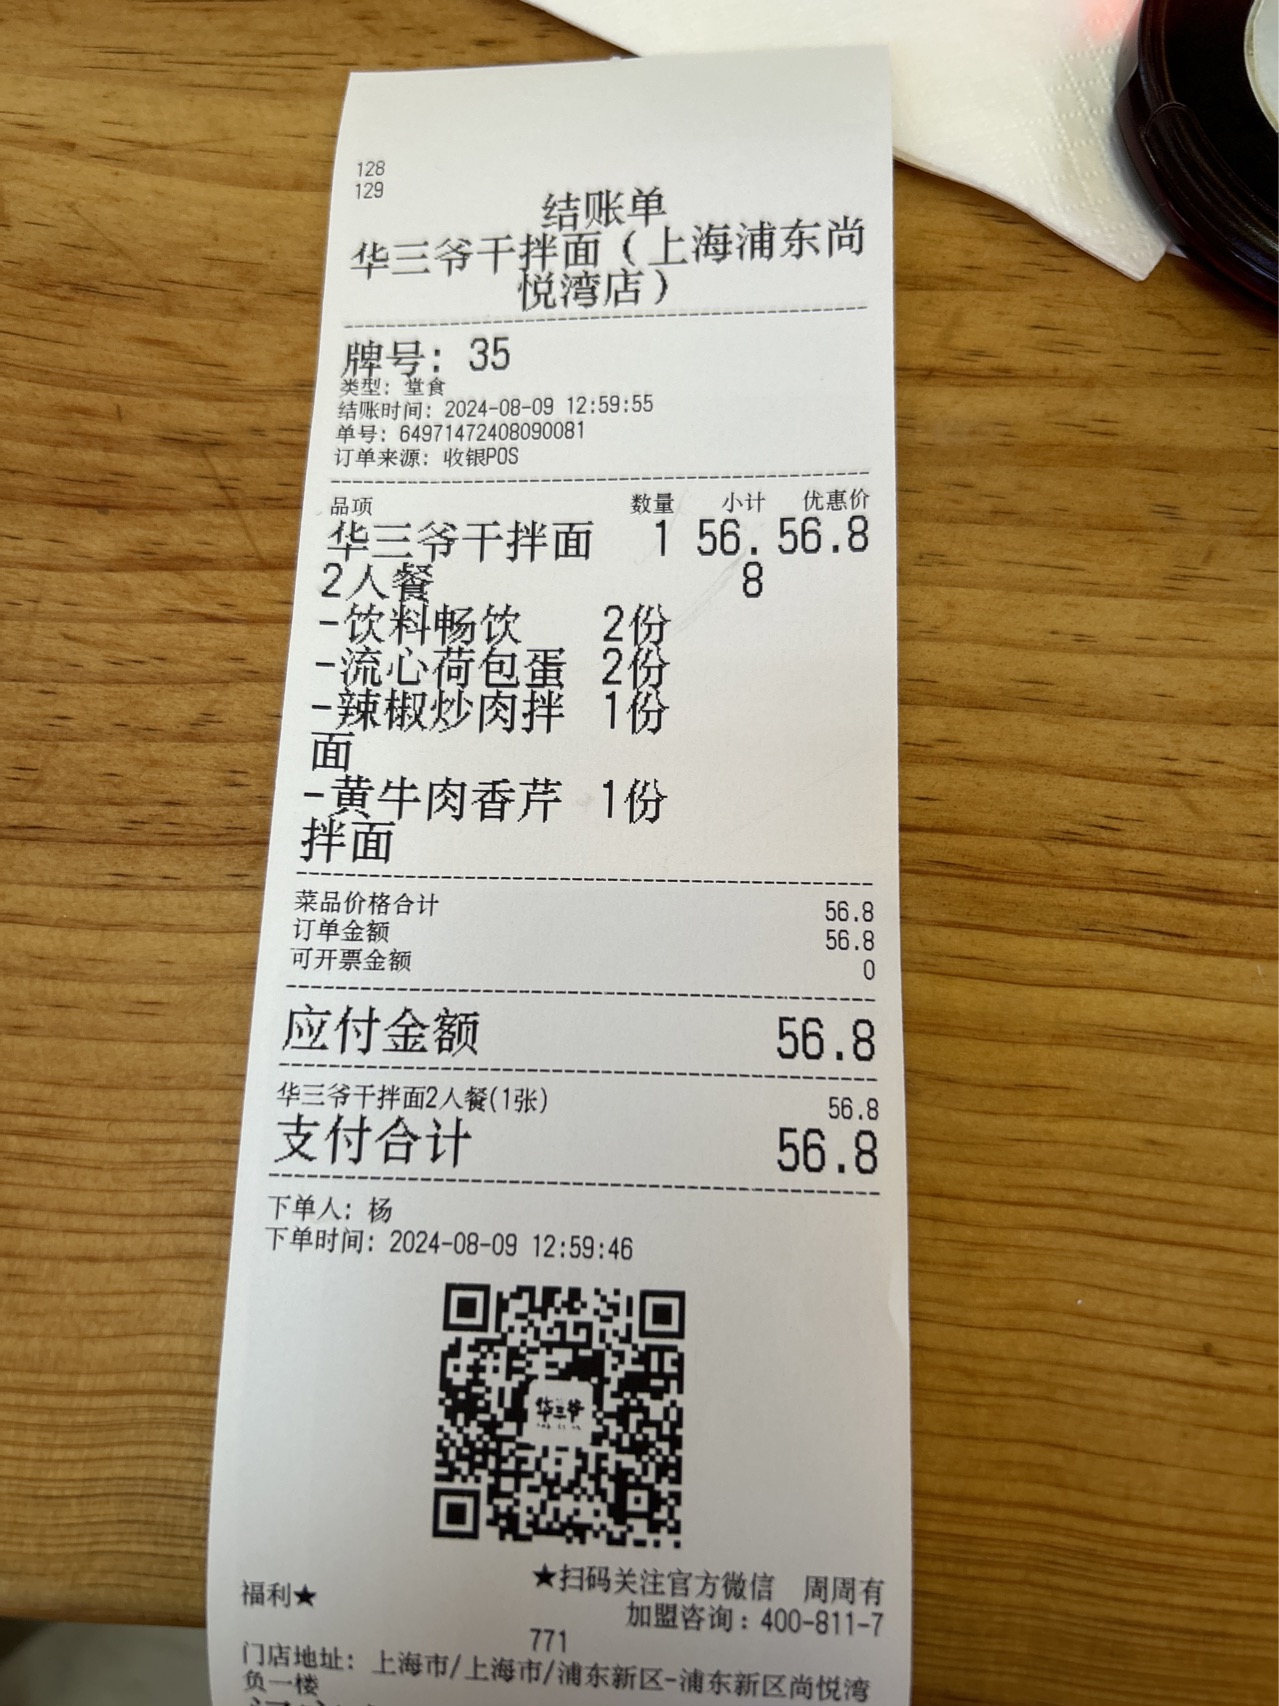 128
129
结账单
华三爷干拌面（上海浦东尚
悦湾店）
牌号: 35
类型: 堂食
结账时间: 2024-08-09 12:59:55
单号: 64971472408090081
订单来源: 收银POS
品项 数量 小计 优惠价
华三爷干拌面 1 56. 56.8
2人餐 8
-饮料畅饮 2份
-流心荷包蛋 2份
-辣椒炒肉拌 1份
面
-黄牛肉香芹 1份
拌面
菜品价格合计 56.8
订单金额 56.8
可开票金额 0
应付金额 56.8
华三爷干拌面2人餐(1张) 56.8
支付合计 56.8
下单人: 杨
下单时间: 2024-08-09 12:59:46
华三爷
★扫码关注官方微信 周周有
福利★
加盟咨询: 400-811-7
771
门店地址: 上海市/上海市/浦东新区-浦东新区尚悦湾
负一楼